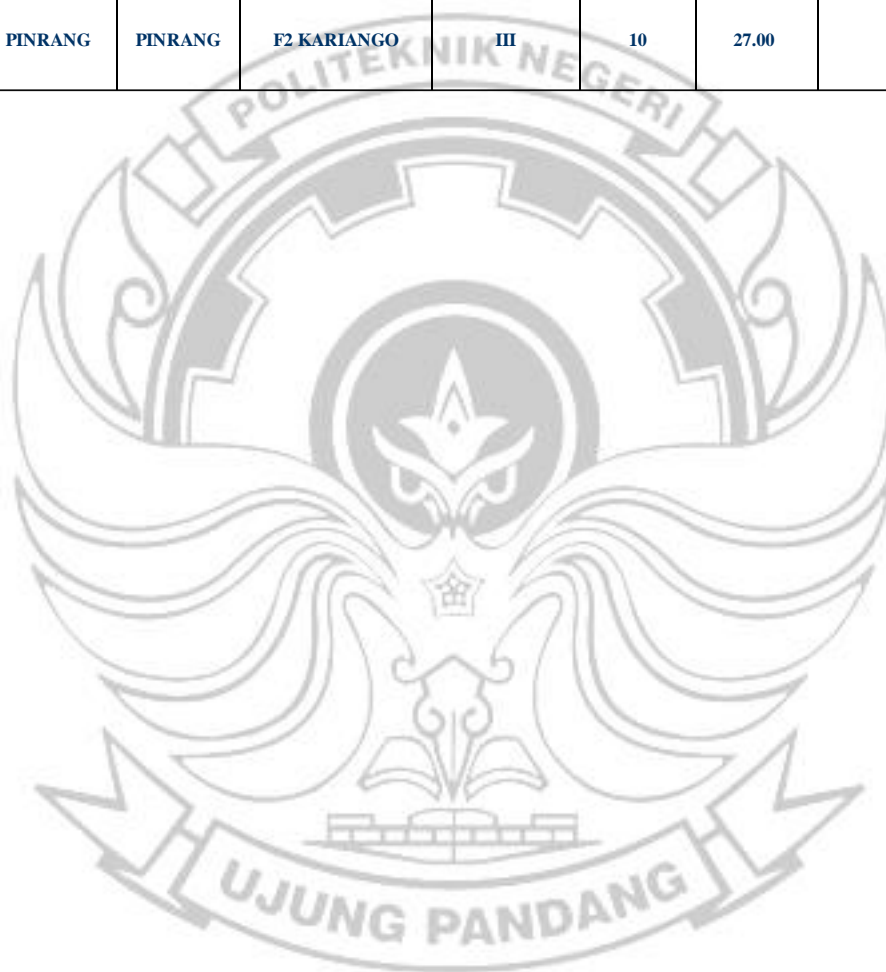 PINRANG PINRANG F2 KARIANGO III 10 27.00
POLITEKNIK NEGERI
UJUNG PANDANG